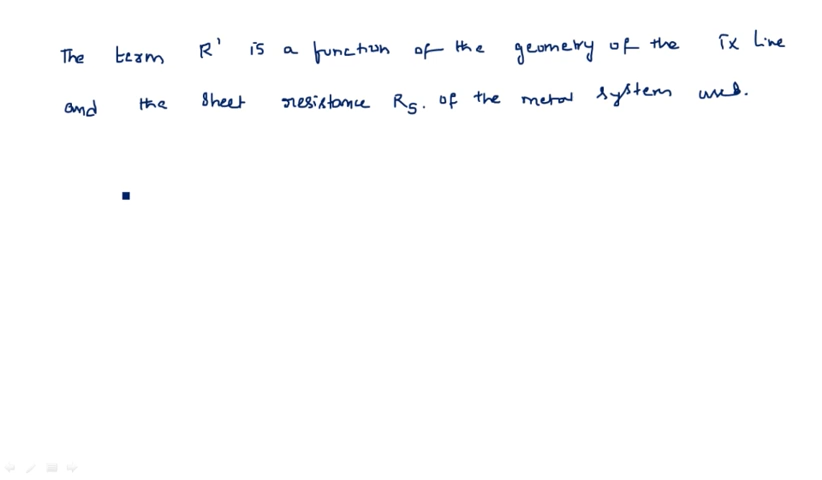 The term R' is a function of the geometry of the Tx Line
and the sheet resistance Rs. of the metal system used.